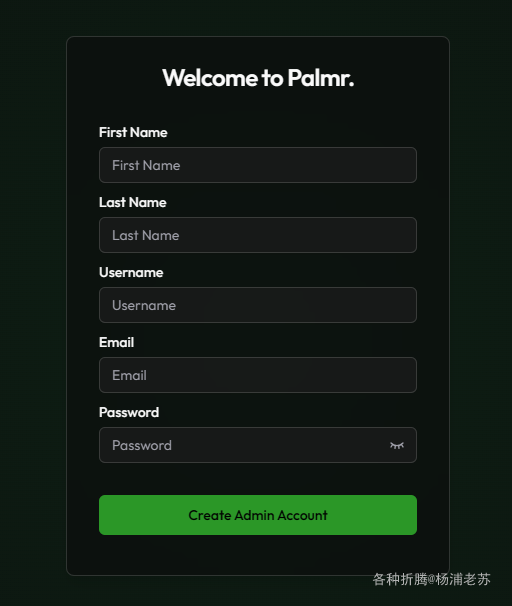 Welcome to Palmr.
First Name
First Name
Last Name
Last Name
Username
Username
Email
Email
Password
Password
Create Admin Account
各种折腾@杨浦老苏